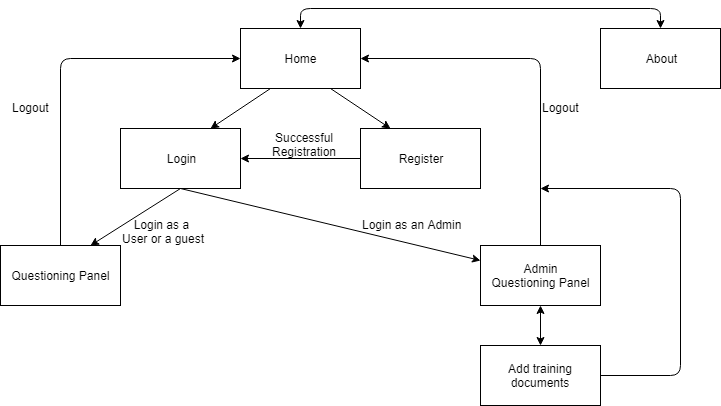 Home
About
Logout
Logout
Successful
Registration
Login
Register
Login as a
User or a guest
Login as an Admin
Questioning Panel
Admin
Questioning Panel
Add training
documents